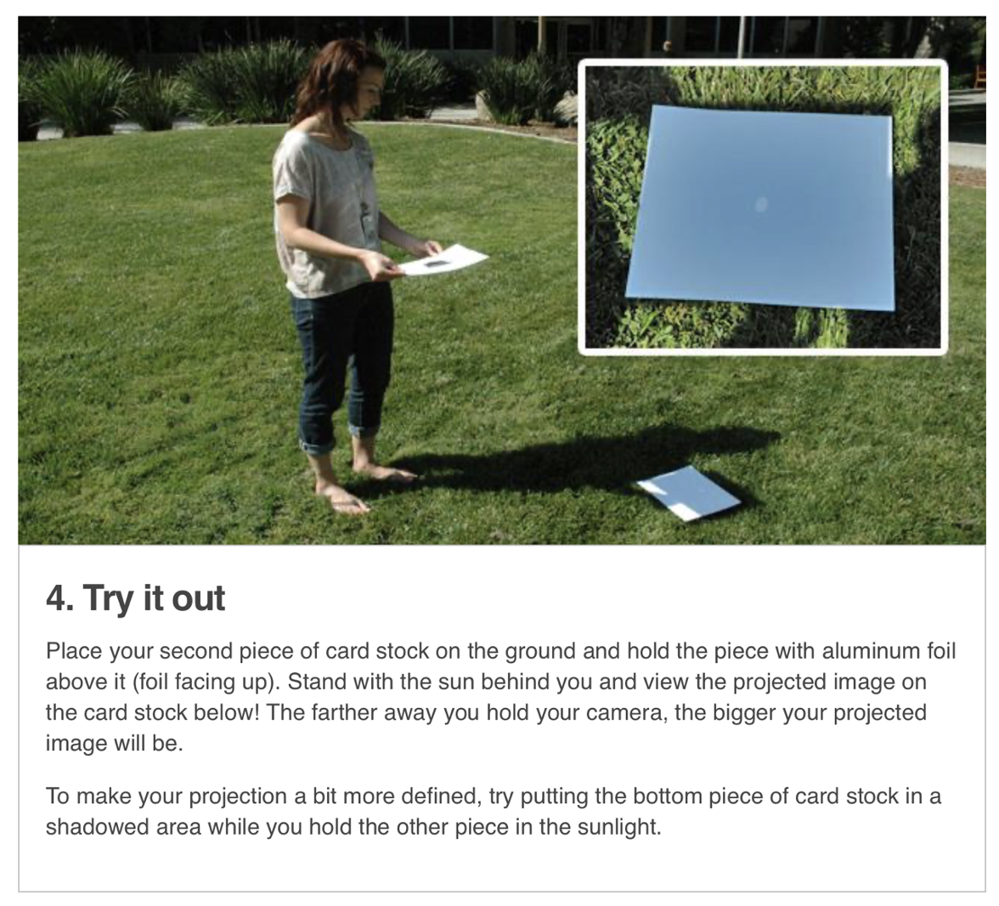 4. Try it out
Place your second piece of card stock on the ground and hold the piece with aluminum foil
above it (foil facing up). Stand with the sun behind you and view the projected image on
the card stock below! The farther away you hold your camera, the bigger your projected
image will be.
To make your projection a bit more defined, try putting the bottom piece of card stock in a
shadowed area while you hold the other piece in the sunlight.